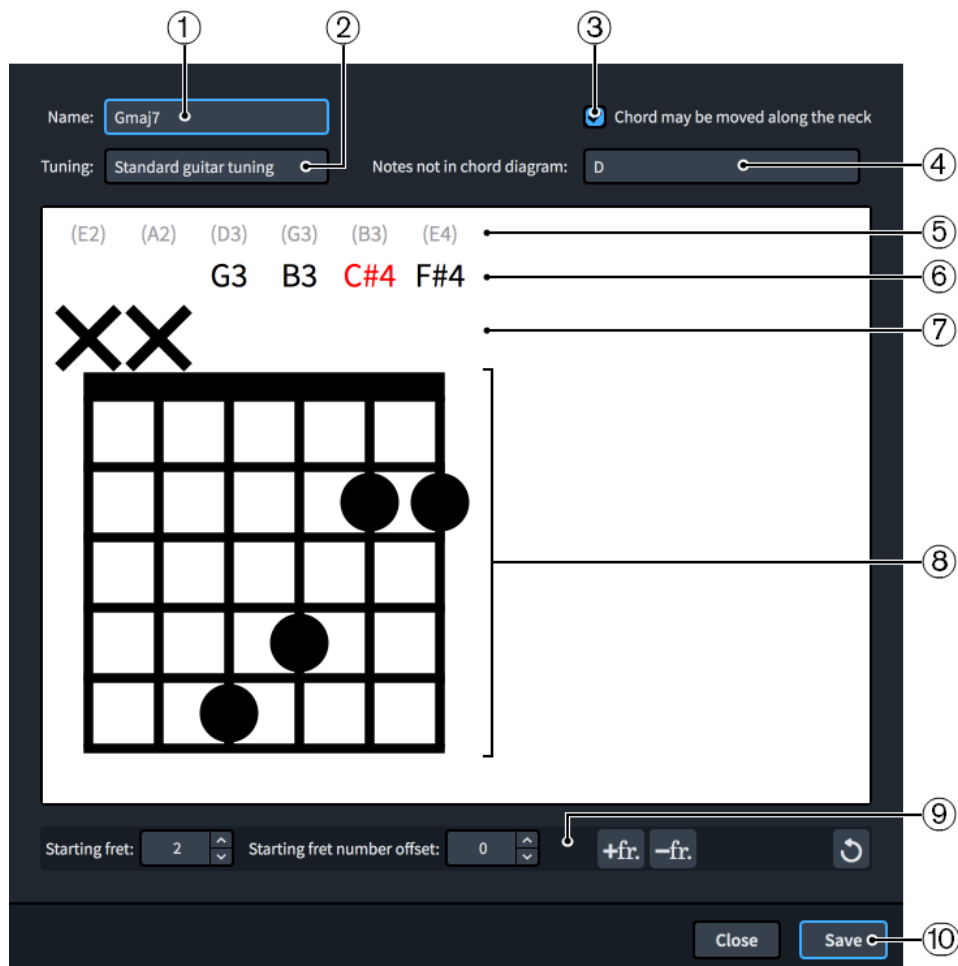 ① ② ③
Name: Gmaj7 Chord may be moved along the neck
Tuning: Standard guitar tuning Notes not in chord diagram: D ④
(E2) (A2) (D3) (G3) (B3) (E4) ⑤
G3 B3 C#4 F#4 ⑥
⑦
⑧
⑨
Starting fret: 2 Starting fret number offset: 0 +fr. −fr.
Close Save ⑩